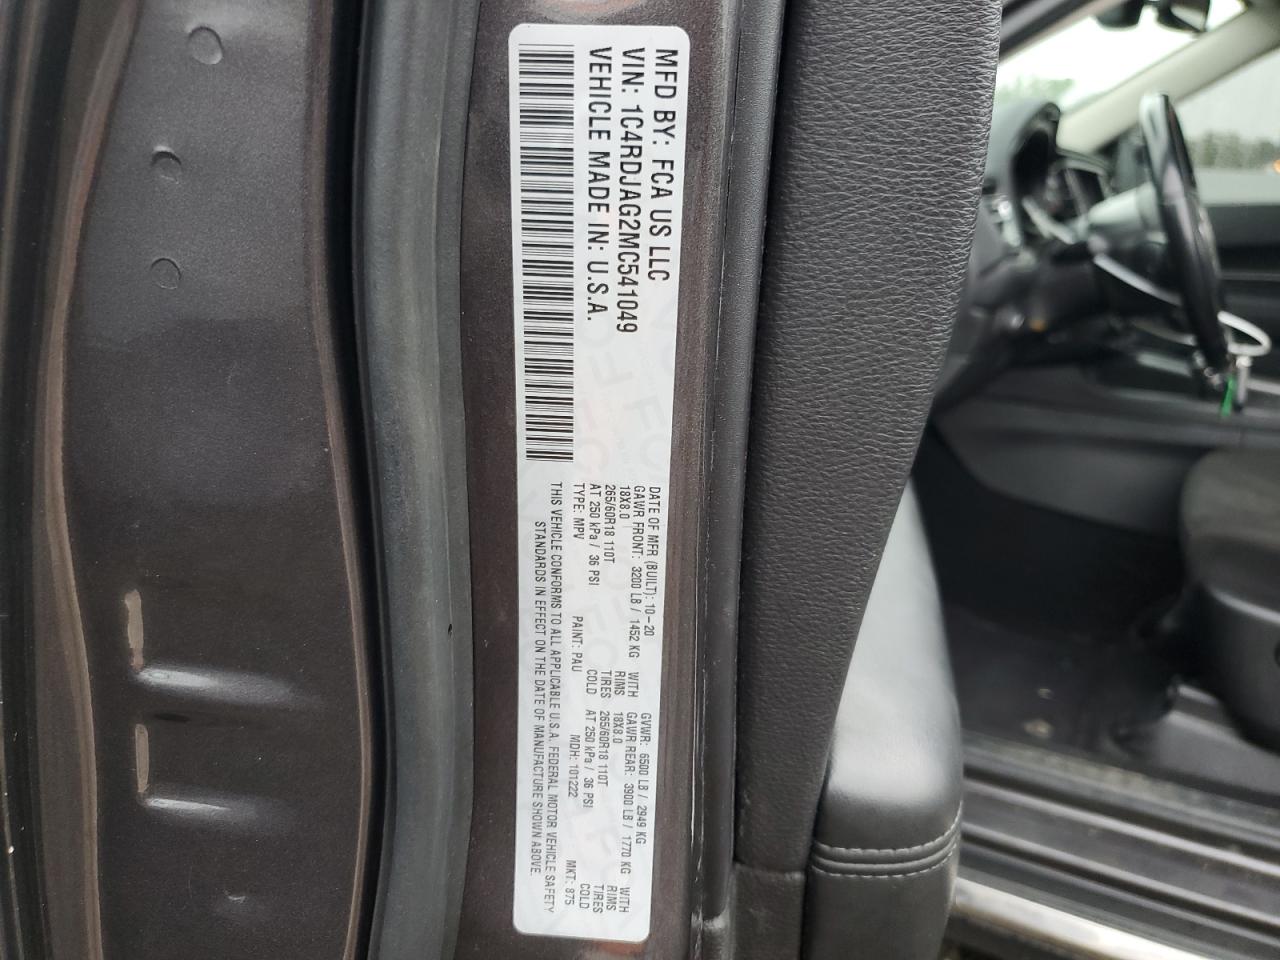 MFD BY: FCA US LLC
VIN: 1C4RDJAG2MC541049
VEHICLE MADE IN: U.S.A.
DATE OF MFR (BUILT): 10-20 GVWR: 6500 LB / 2949 KG
GAWR FRONT: 3200 LB / 1452 KG WITH GAWR REAR: 3900 LB / 1770 KG WITH
18X8.0 RIMS 18X8.0 RIMS
265/60R18 110T TIRES 265/60R18 110T TIRES
AT 250 kPa / 36 PSI COLD AT 250 kPa / 36 PSI COLD
TYPE: MPV PAINT: PAU MDH: 101222 MKT: 875
THIS VEHICLE CONFORMS TO ALL APPLICABLE U.S.A. FEDERAL MOTOR VEHICLE SAFETY
STANDARDS IN EFFECT ON THE DATE OF MANUFACTURE SHOWN ABOVE.